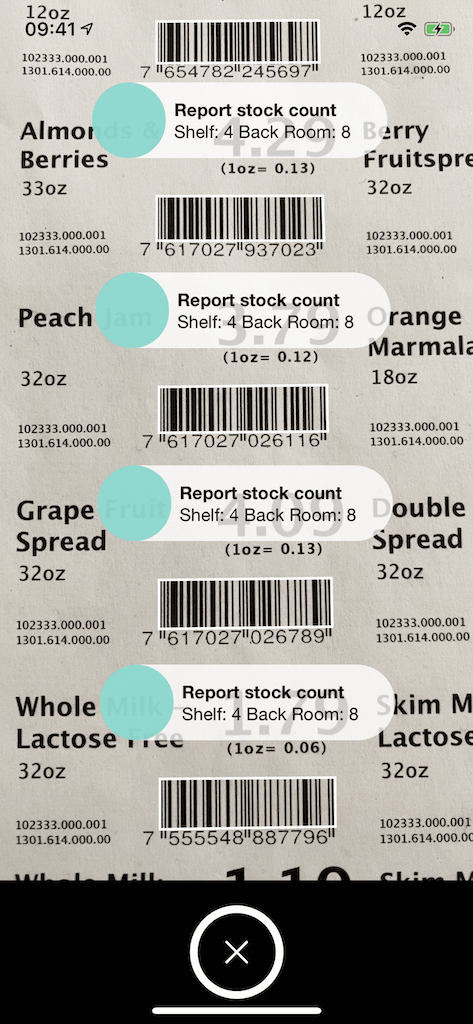 12oz
12oz
09:41
102333.000.001
1301.614.000.00
7 "654782"245697"
102333.000.001
1301.614.000.00
Report stock count
Shelf: 4 Back Room: 8
Almonds &
Berries
33oz
4.29
(1oz= 0.13)
Berry
Fruitspre
32oz
102333.000.001
1301.614.000.00
7 "617027"937023"
102333.000.001
1301.614.000.00
Report stock count
Shelf: 4 Back Room: 8
Peach Jam
32oz
3.79
(1oz= 0.12)
Orange
Marmala
18oz
102333.000.001
1301.614.000.00
7 "617027"026116"
102333.000.001
1301.614.000.00
Report stock count
Shelf: 4 Back Room: 8
Grape Fruit
Spread
32oz
4.09
(1oz= 0.13)
Double
Spread
32oz
102333.000.001
1301.614.000.00
7 "617027"026789"
102333.000.001
1301.614.000.00
Report stock count
Shelf: 4 Back Room: 8
Whole Milk –
Lactose Free
32oz
1.79
(1oz= 0.06)
Skim M
Lactose
32oz
102333.000.001
1301.614.000.00
7 "555548"887796"
102333.000.001
1301.614.000.00
Whole Milk
1.19
Skim M